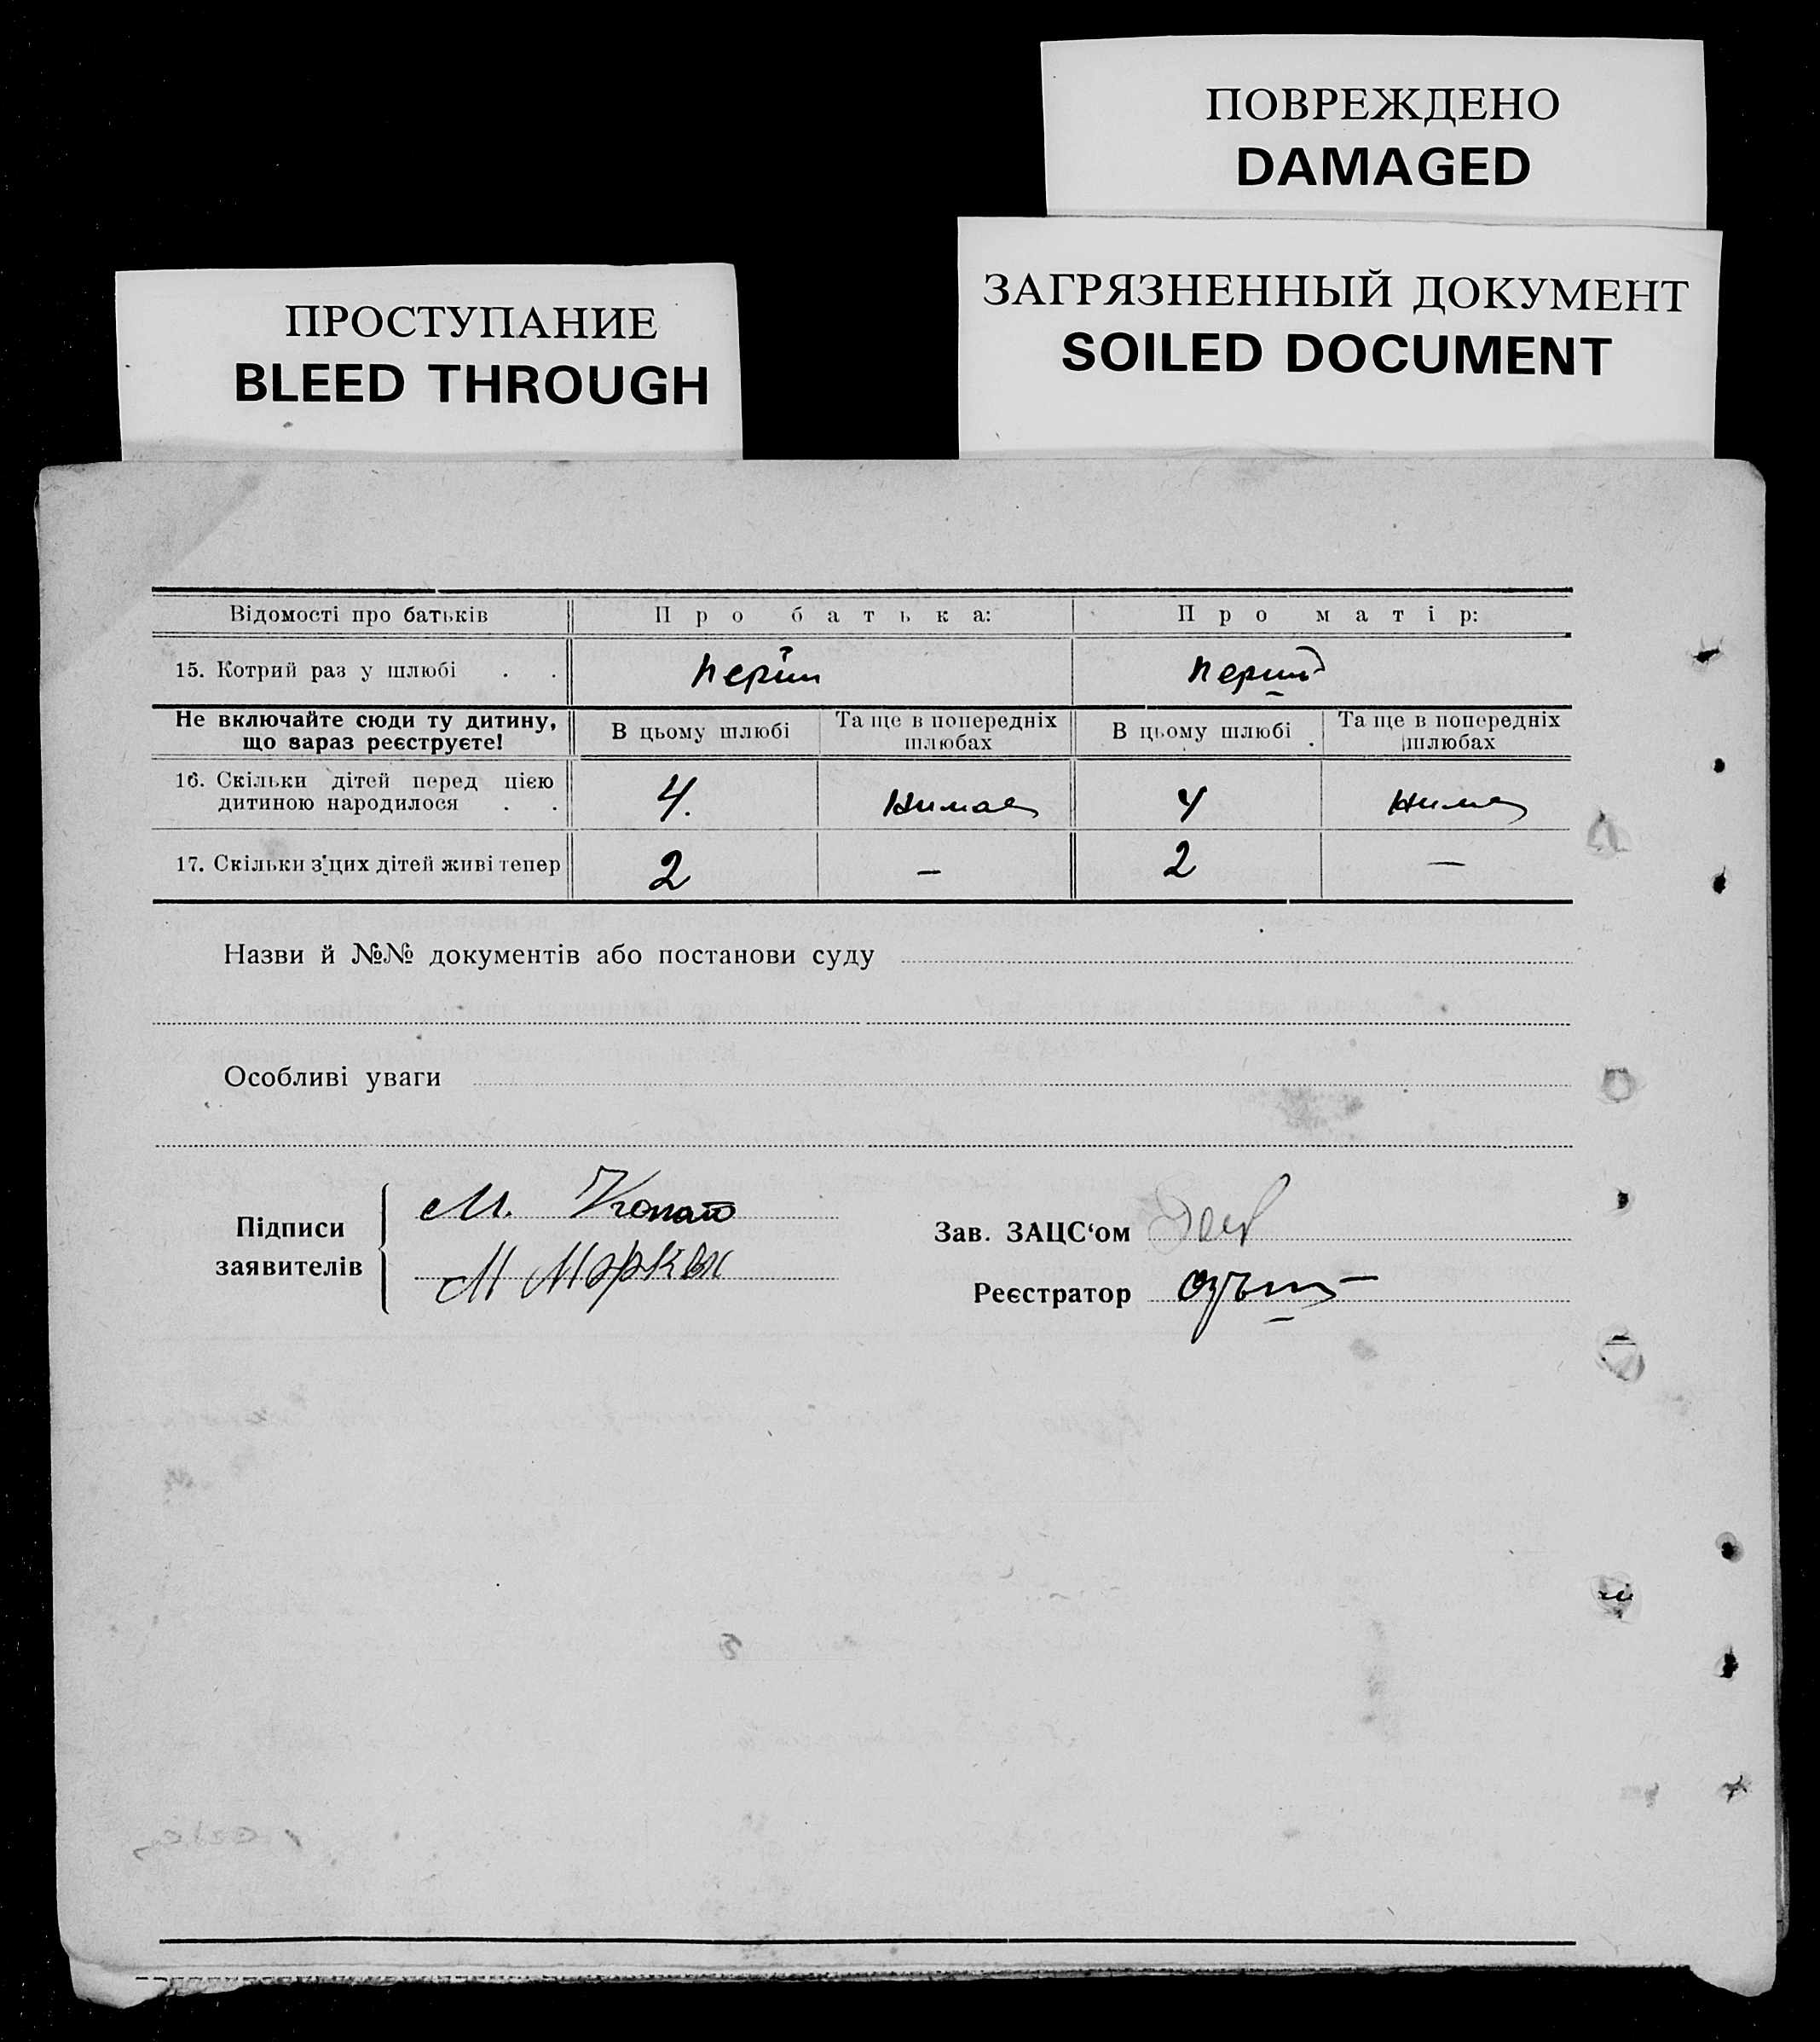 ПОВРЕЖДЕНО
DAMAGED
ЗАГРЯЗНЕННЫЙ ДОКУМЕНТ
SOILED DOCUMENT
ПРОСТУПАНИЕ
BLEED THROUGH
Відомості про батьків Про батька: Про матір:
15. Котрий раз у шлюбі . . перш перший
Не включайте сюди ту дитину, що зараз реєструєте! В цьому шлюбі Та ще в попередніх шлюбах В цьому шлюбі Та ще в попередніх шлюбах
16. Скільки дітей перед цією
дитиною народилося . . 4. Нимає 4 Нимає
17. Скільки з цих дітей живі тепер 2 — 2 —
Назви й №№ документів або постанови суду
Особливі уваги
Підписи
заявителів
М.
М
Зав. ЗАЦС‘ом
Реєстратор